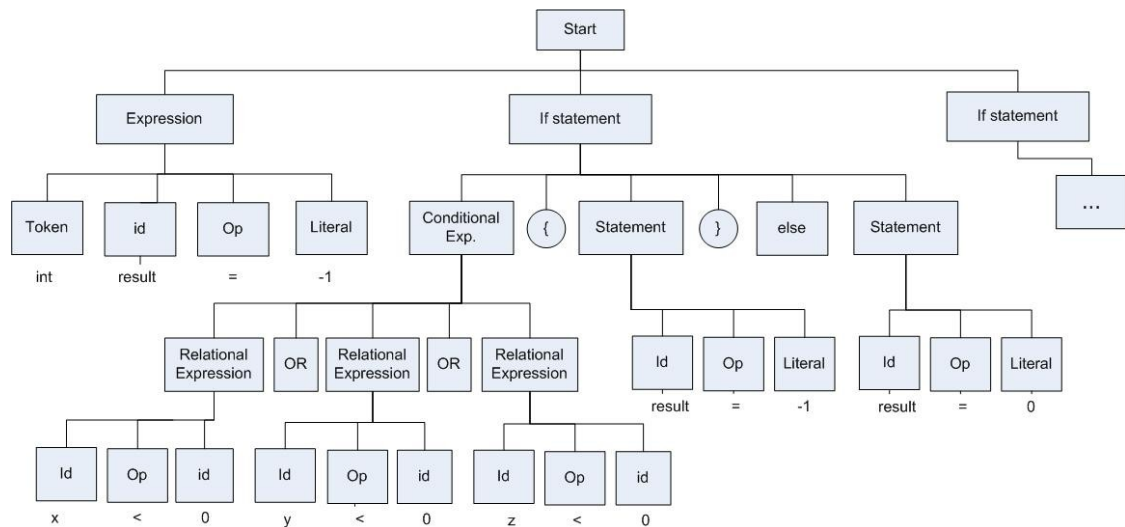 Start
Expression
If statement
If statement
Token
id
Op
Literal
Conditional
Exp.
{
Statement
}
else
Statement
...
int
result
=
-1
Relational
Expression
OR
Relational
Expression
OR
Relational
Expression
Id
Op
Literal
Id
Op
Literal
result
=
-1
result
=
0
Id
Op
id
Id
Op
id
Id
Op
id
x
<
0
y
<
0
z
<
0